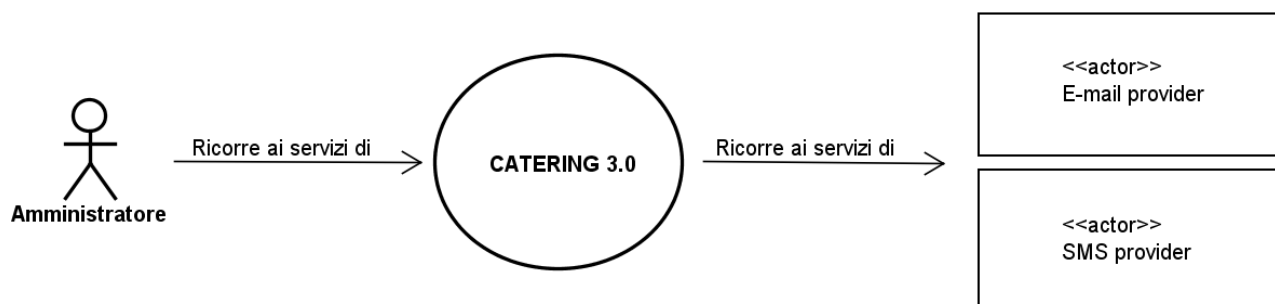 Amministratore
Ricorre ai servizi di
CATERING 3.0
Ricorre ai servizi di
<<actor>>
E-mail provider
<<actor>>
SMS provider